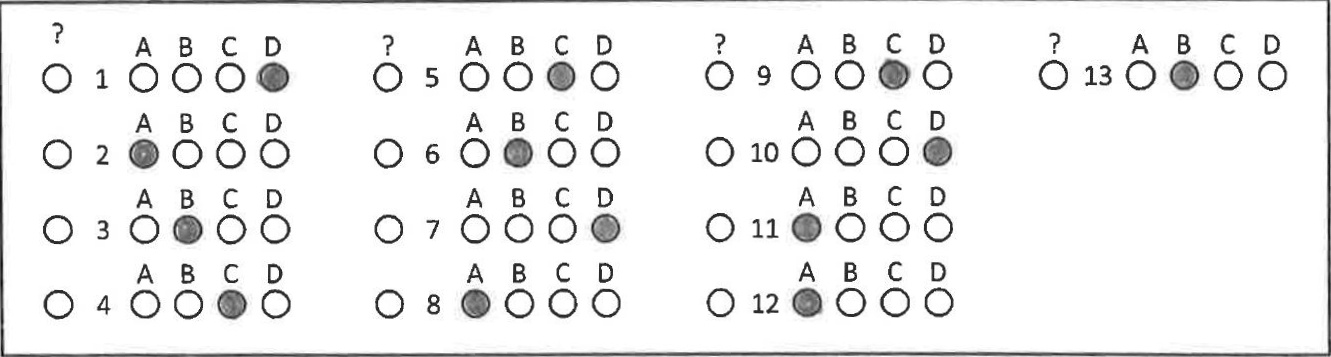 ? A B C D ? A B C D ? A B C D ? A B C D
1 5 9 13
A B C D A B C D A B C D
2 6 10
A B C D A B C D A B C D
3 7 11
A B C D A B C D A B C D
4 8 12